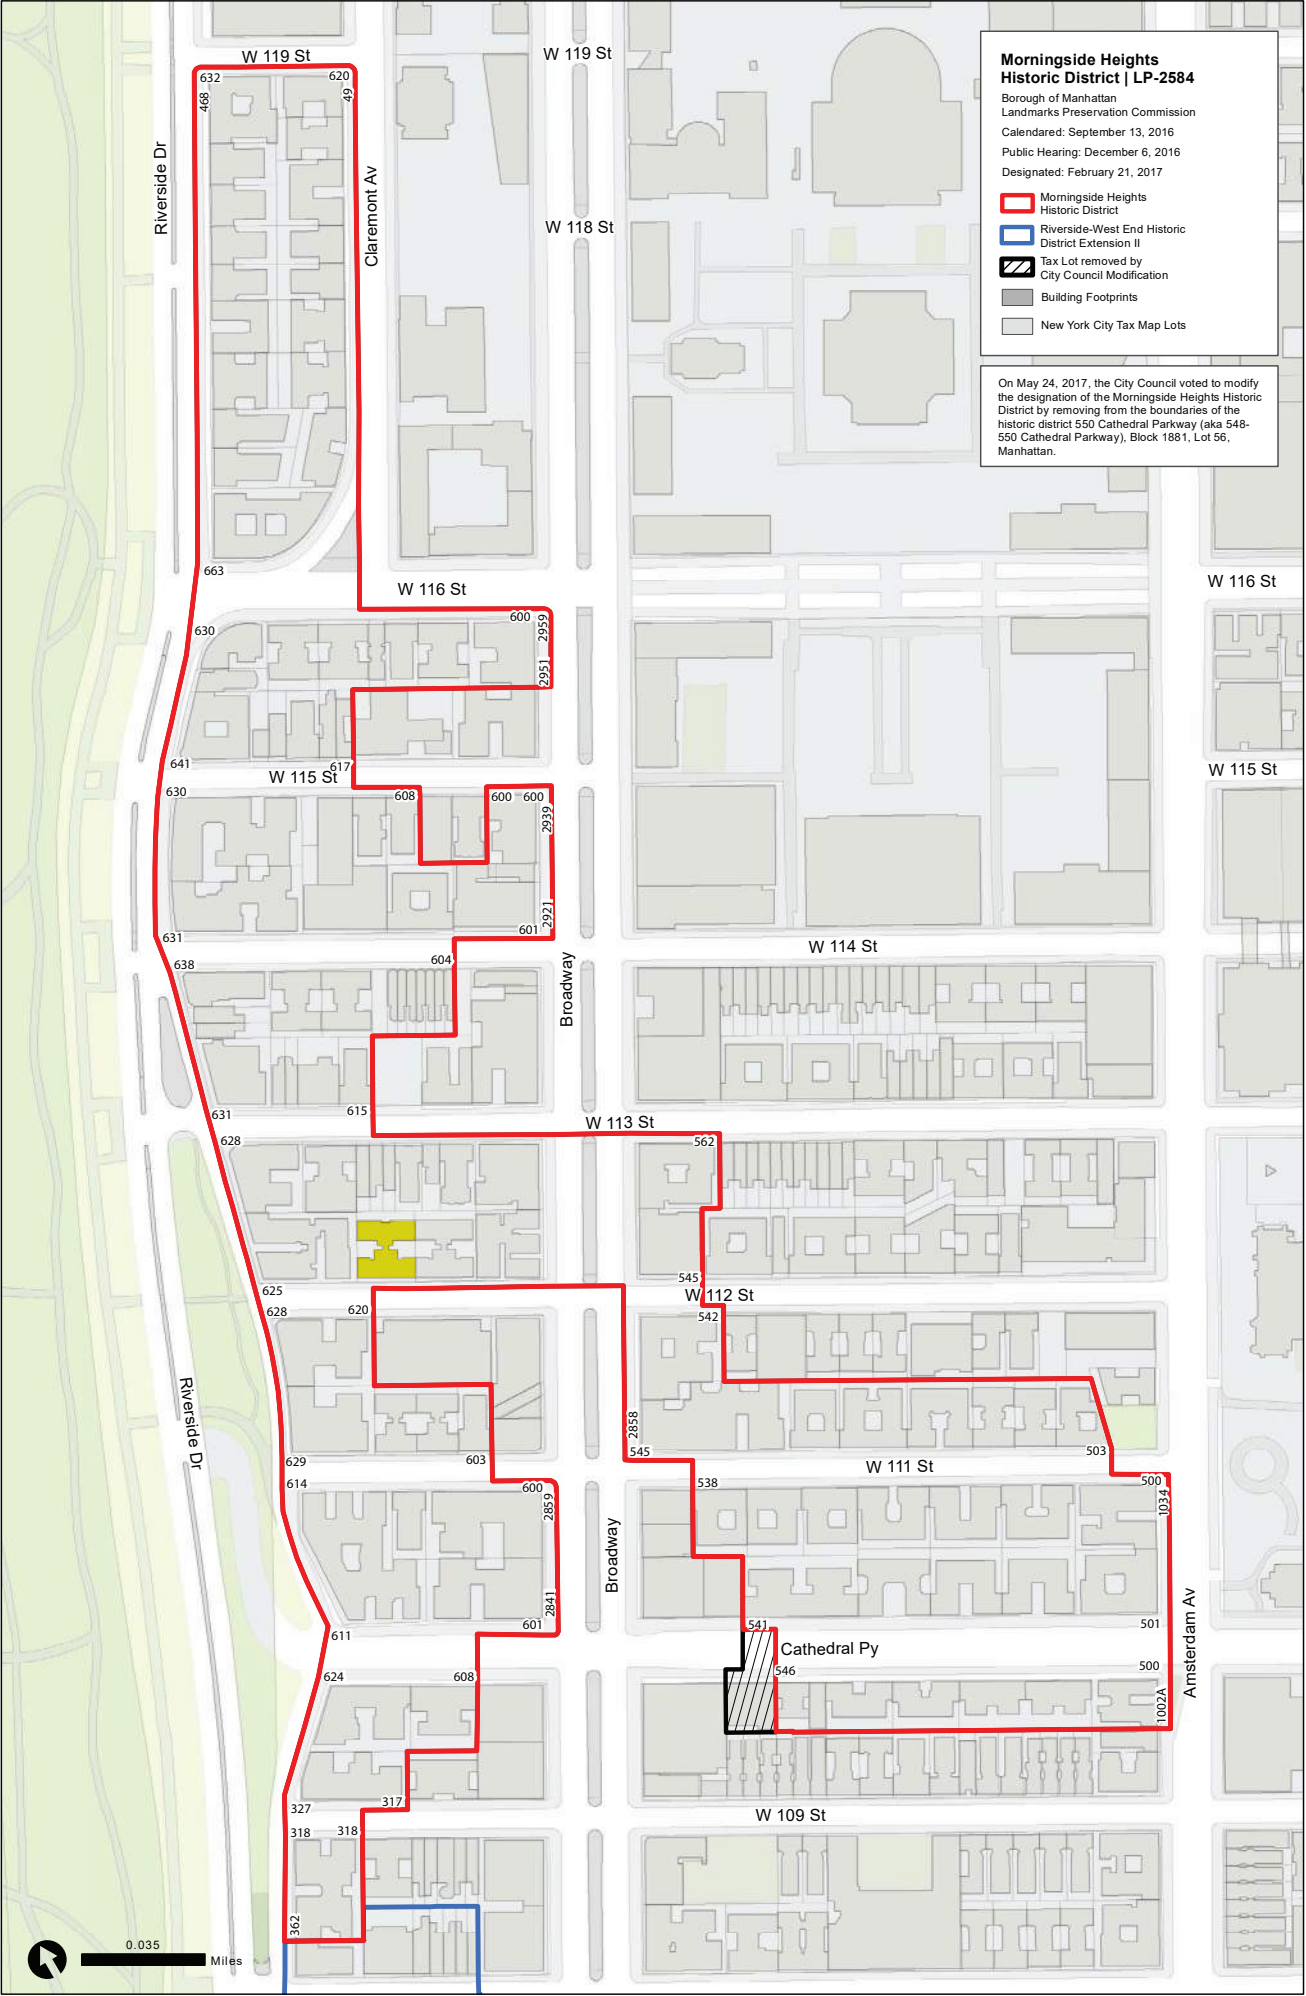 W 119 St
W 119 St
632
620
468
49
Riverside Dr
Claremont Av
W 118 St
Morningside Heights
Historic District | LP-2584
Borough of Manhattan
Landmarks Preservation Commission
Calendared: September 13, 2016
Public Hearing: December 6, 2016
Designated: February 21, 2017
Morningside Heights
Historic District
Riverside-West End Historic
District Extension II
Tax Lot removed by
City Council Modification
Building Footprints
New York City Tax Map Lots
On May 24, 2017, the City Council voted to modify
the designation of the Morningside Heights Historic
District by removing from the boundaries of the
historic district 550 Cathedral Parkway (aka 548-
550 Cathedral Parkway), Block 1881, Lot 56,
Manhattan.
663
W 116 St
W 116 St
630
600
2959
2951
641
617
W 115 St
W 115 St
630
608
600
600
2939
2921
631
601
W 114 St
638
604
Broadway
631
615
W 113 St
628
562
625
545
W 112 St
628
620
542
Riverside Dr
2858
629
603
545
W 111 St
503
614
600
538
500
2859
1034
Broadway
2841
611
601
541
501
Cathedral Py
Amsterdam Av
624
608
546
500
1002A
327
317
W 109 St
318
318
362
0.035
Miles